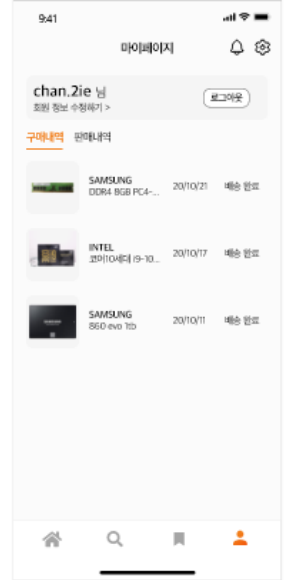 9:41
마이페이지
chan.2ie 님
로그아웃
회원 정보 수정하기 >
구매내역 판매내역
SAMSUNG
DDR4 8GB PC4-... 20/10/21 배송 완료
INTEL
코어10세대 i9-10... 20/10/17 배송 완료
SAMSUNG
860 evo 1tb 20/10/11 배송 완료